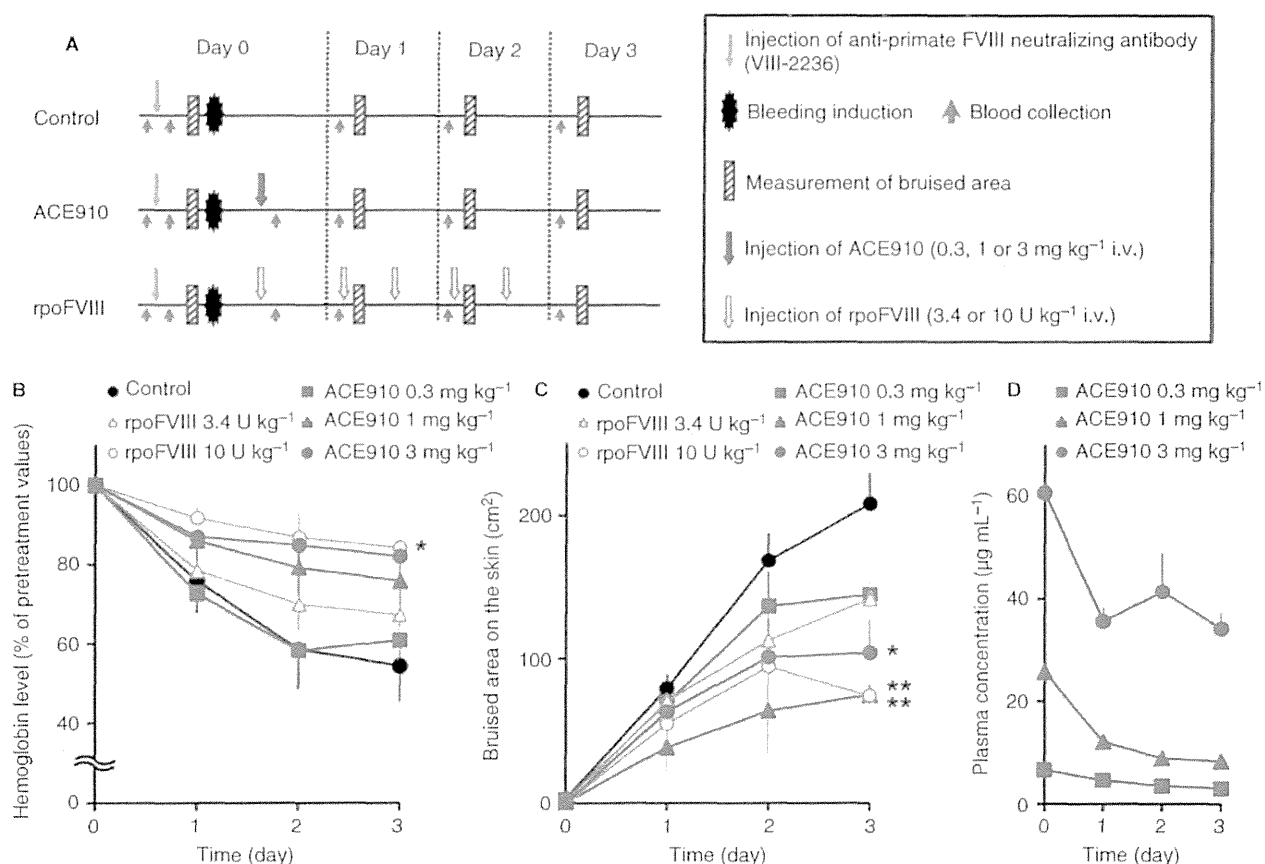 A
Day 0
Day 1
Day 2
Day 3
Control
ACE910
rpoFVIII
Injection of anti-primate FVIII neutralizing antibody
(VIII-2236)
Bleeding induction
Blood collection
Measurement of bruised area
Injection of ACE910 (0.3, 1 or 3 mg kg⁻¹ i.v.)
Injection of rpoFVIII (3.4 or 10 U kg⁻¹ i.v.)
B
Control
rpoFVIII 3.4 U kg⁻¹
rpoFVIII 10 U kg⁻¹
ACE910 0.3 mg kg⁻¹
ACE910 1 mg kg⁻¹
ACE910 3 mg kg⁻¹
Hemoglobin level (% of pretreatment values)
100
80
60
40
0
*
0 1 2 3
Time (day)
C
Control
rpoFVIII 3.4 U kg⁻¹
rpoFVIII 10 U kg⁻¹
ACE910 0.3 mg kg⁻¹
ACE910 1 mg kg⁻¹
ACE910 3 mg kg⁻¹
Bruised area on the skin (cm²)
200
100
0
*
**
**
0 1 2 3
Time (day)
D
ACE910 0.3 mg kg⁻¹
ACE910 1 mg kg⁻¹
ACE910 3 mg kg⁻¹
Plasma concentration (µg mL⁻¹)
60
40
20
0
0 1 2 3
Time (day)